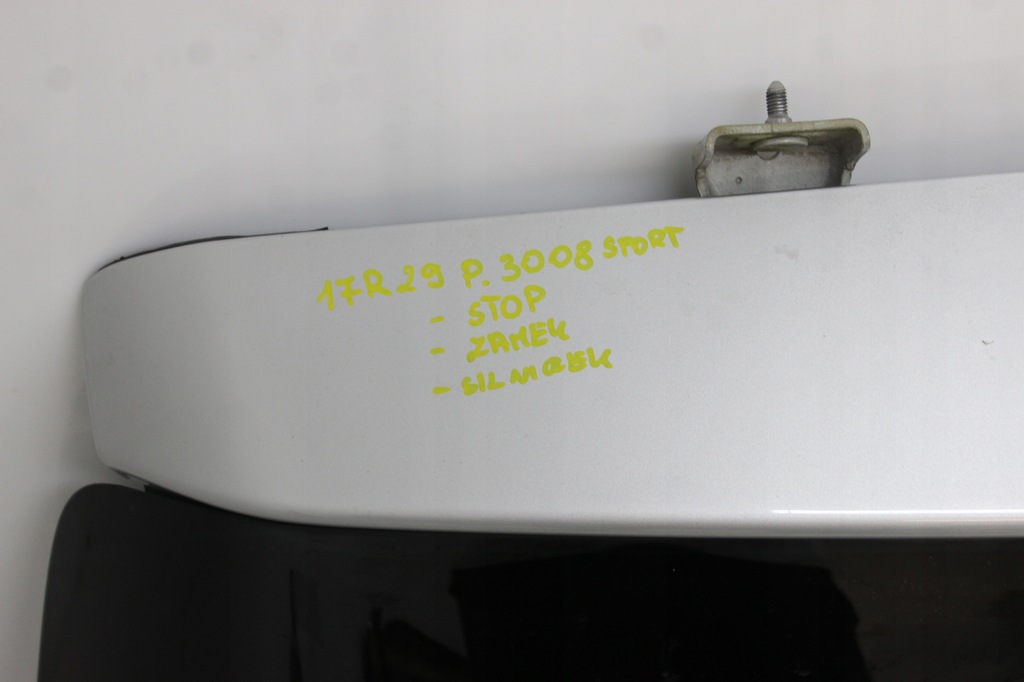 17R29 P. 3008 SPORT
- STOP
- ZAMEK
- SILNICZEK